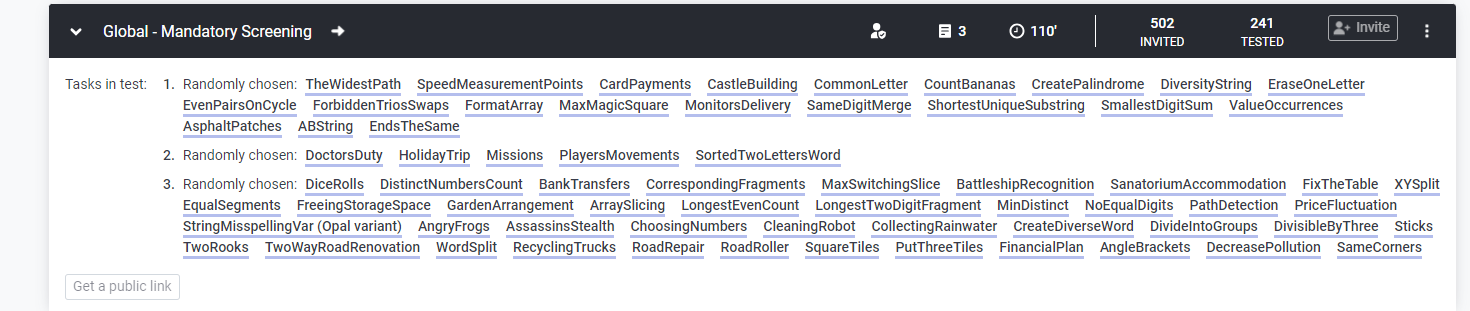 Global - Mandatory Screening → 3 110' 502 INVITED 241 TESTED Invite
Tasks in test: 1. Randomly chosen: TheWidestPath SpeedMeasurementPoints CardPayments CastleBuilding CommonLetter CountBananas CreatePalindrome DiversityString EraseOneLetter
EvenPairsOnCycle ForbiddenTriosSwaps FormatArray MaxMagicSquare MonitorsDelivery SameDigitMerge ShortestUniqueSubstring SmallestDigitSum ValueOccurrences
AsphaltPatches ABString EndsTheSame
2. Randomly chosen: DoctorsDuty HolidayTrip Missions PlayersMovements SortedTwoLettersWord
3. Randomly chosen: DiceRolls DistinctNumbersCount BankTransfers CorrespondingFragments MaxSwitchingSlice BattleshipRecognition SanatoriumAccommodation FixTheTable XYSplit
EqualSegments FreeingStorageSpace GardenArrangement ArraySlicing LongestEvenCount LongestTwoDigitFragment MinDistinct NoEqualDigits PathDetection PriceFluctuation
StringMisspellingVar (Opal variant) AngryFrogs AssassinsStealth ChoosingNumbers CleaningRobot CollectingRainwater CreateDiverseWord DivideIntoGroups DivisibleByThree Sticks
TwoRooks TwoWayRoadRenovation WordSplit RecyclingTrucks RoadRepair RoadRoller SquareTiles PutThreeTiles FinancialPlan AngleBrackets DecreasePollution SameCorners
Get a public link